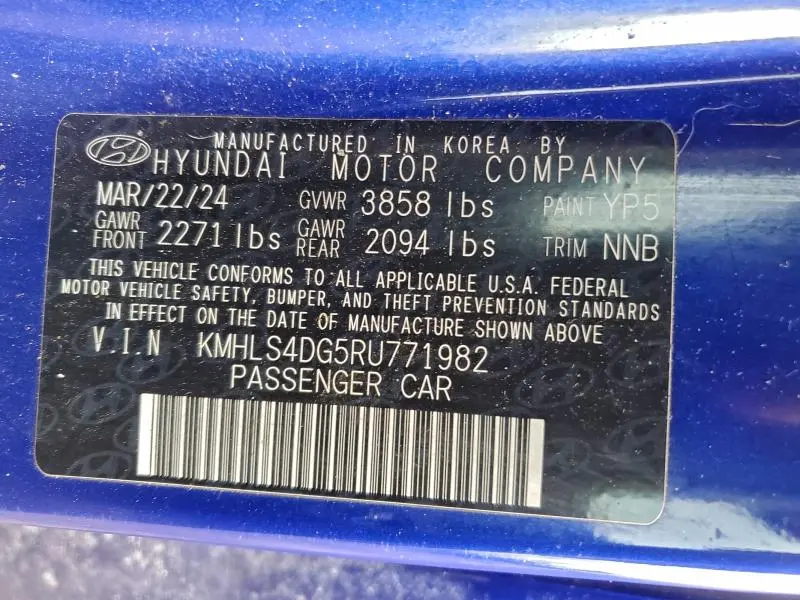 MANUFACTURED IN KOREA BY
HYUNDAI MOTOR COMPANY
MAR/22/24 GVWR 3858 lbs PAINT YP5
GAWR FRONT 2271 lbs GAWR REAR 2094 lbs TRIM NNB
THIS VEHICLE CONFORMS TO ALL APPLICABLE U.S.A. FEDERAL
MOTOR VEHICLE SAFETY, BUMPER, AND THEFT PREVENTION STANDARDS
IN EFFECT ON THE DATE OF MANUFACTURE SHOWN ABOVE
VIN KMHLS4DG5RU771982
PASSENGER CAR